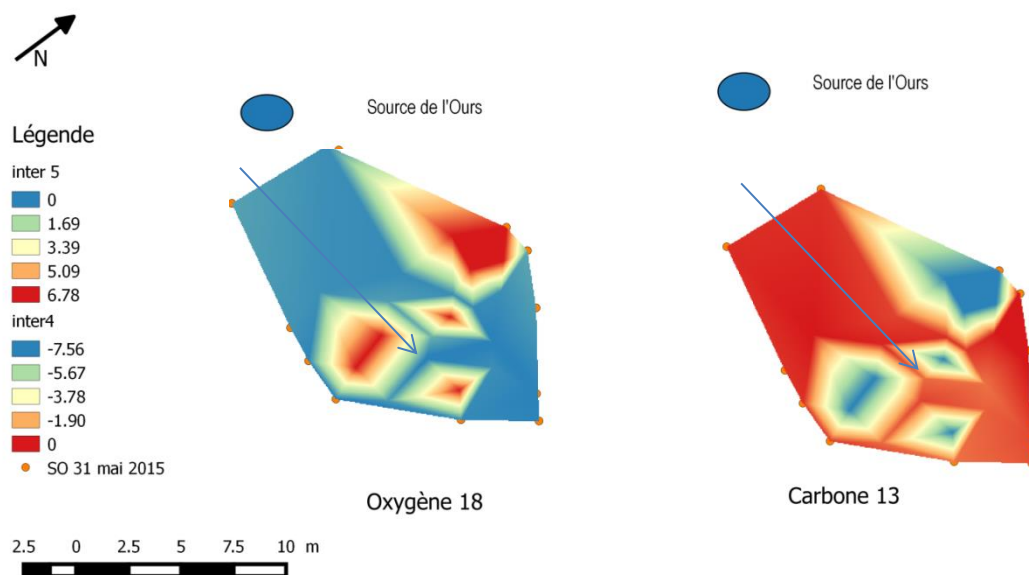 N
Source de l'Ours
Source de l'Ours
Légende
inter 5
0
1.69
3.39
5.09
6.78
inter4
-7.56
-5.67
-3.78
-1.90
0
SO 31 mai 2015
Oxygène 18
Carbone 13
2.5 0 2.5 5 7.5 10 m